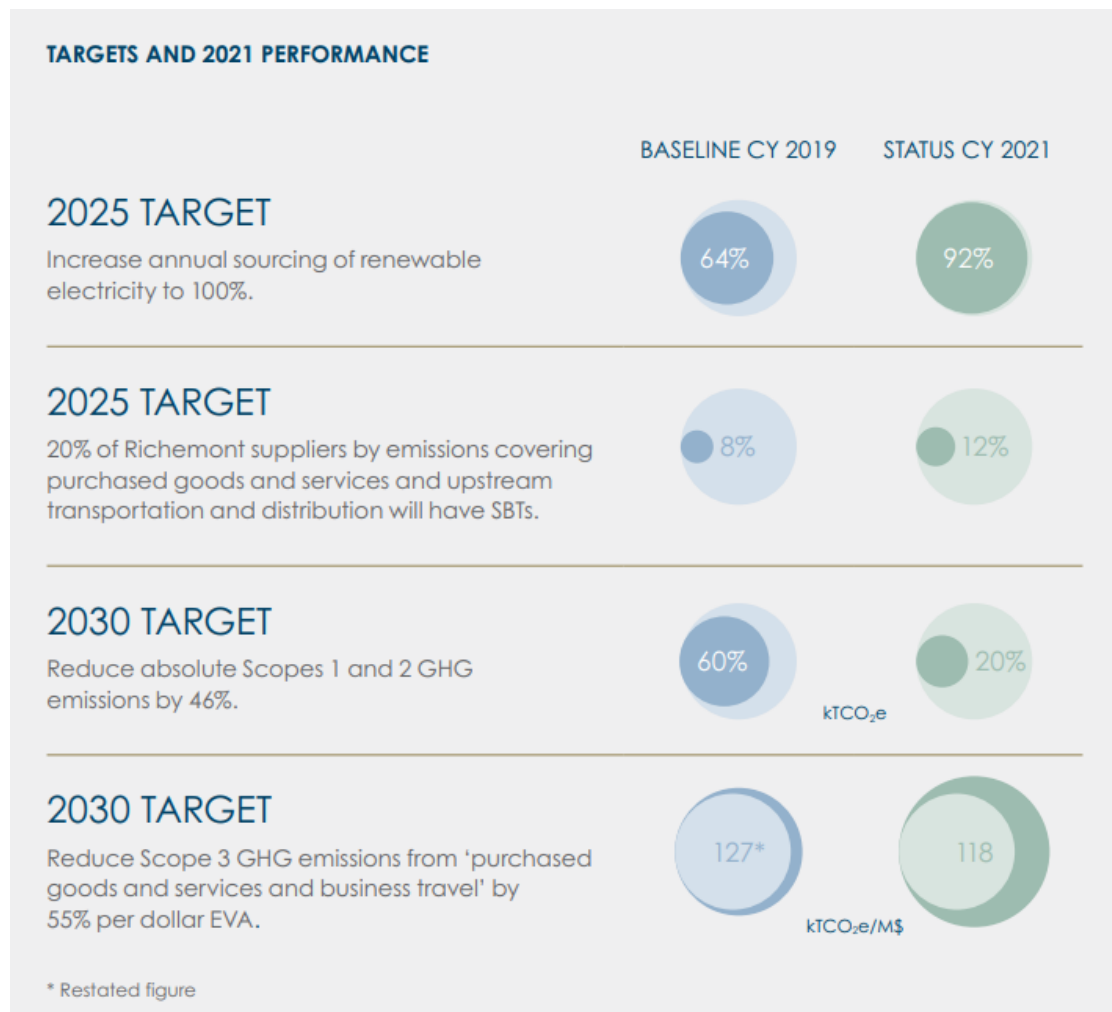 TARGETS AND 2021 PERFORMANCE
BASELINE CY 2019
STATUS CY 2021
2025 TARGET
Increase annual sourcing of renewable
electricity to 100%.
64%
92%
2025 TARGET
20% of Richemont suppliers by emissions covering
purchased goods and services and upstream
transportation and distribution will have SBTs.
8%
12%
2030 TARGET
Reduce absolute Scopes 1 and 2 GHG
emissions by 46%.
60%
20%
kTCO₂e
2030 TARGET
Reduce Scope 3 GHG emissions from ‘purchased
goods and services and business travel’ by
55% per dollar EVA.
127*
118
kTCO₂e/M$
* Restated figure